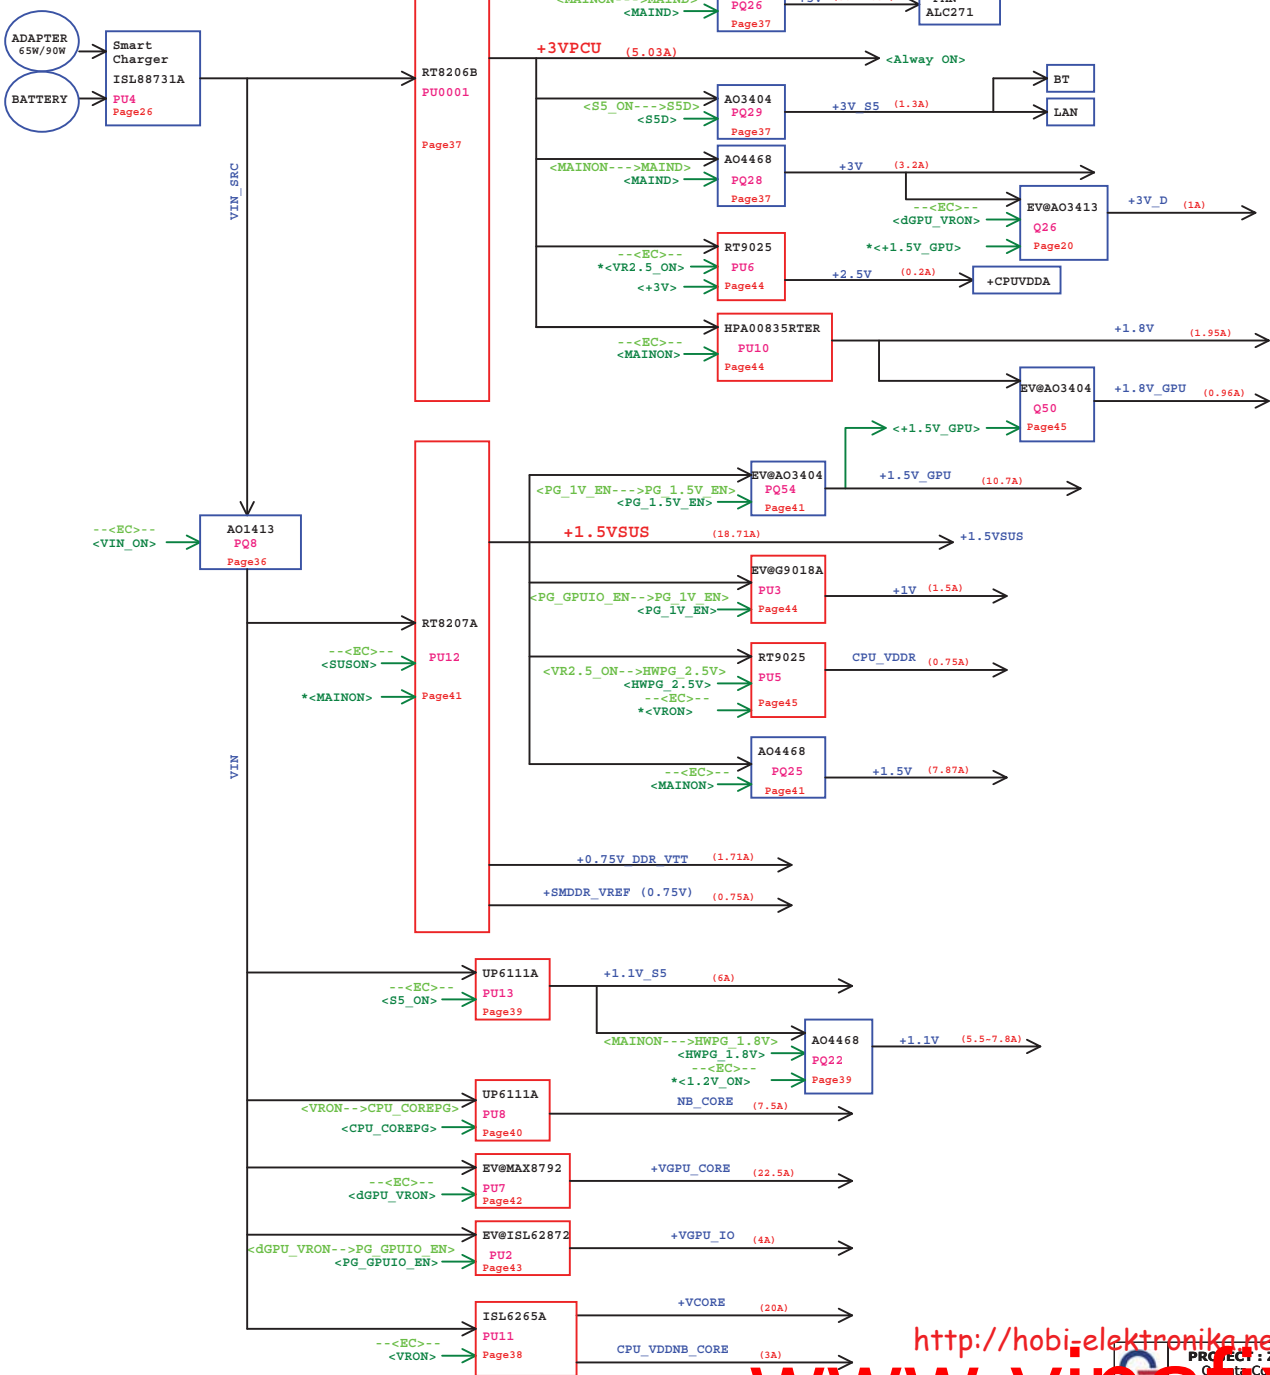 <MAIND>
PQ26
Page37
ALC271
ADAPTER
65W/90W
BATTERY
Smart
Charger
ISL88731A
PU4
Page26
RT8206B
PU0001
Page37
+3VPCU (5.03A)
<Alway ON>
<S5_ON--->S5D>
<S5D>
AO3404
PQ29
Page37
+3V_S5 (1.3A)
BT
LAN
<MAINON--->MAIND>
<MAIND>
AO4468
PQ28
Page37
+3V (3.2A)
--<EC>--
<dGPU_VRON>
*<+1.5V_GPU>
EV@AO3413
Q26
Page20
+3V_D (1A)
--<EC>--
*<VR2.5_ON>
<+3V>
RT9025
PU6
Page44
+2.5V (0.2A)
+CPUVDDA
--<EC>--
<MAINON>
HPA00835RTER
PU10
Page44
+1.8V (1.95A)
EV@AO3404
Q50
Page45
+1.8V_GPU (0.96A)
<+1.5V_GPU>
VIN_SRC
--<EC>--
<VIN_ON>
AO1413
PQ8
Page36
VIN
RT8207A
PU12
Page41
--<EC>--
<SUSON>
*<MAINON>
<PG_1V_EN--->PG_1.5V_EN>
<PG_1.5V_EN>
EV@AO3404
PQ54
Page41
+1.5V_GPU (10.7A)
+1.5VSUS (18.71A)
+1.5VSUS
<PG_GPUIO_EN-->PG_1V_EN>
<PG_1V_EN>
EV@G9018A
PU3
Page44
+1V (1.5A)
<VR2.5_ON-->HWPG_2.5V>
<HWPG_2.5V>
--<EC>--
*<VRON>
RT9025
PU5
Page45
CPU_VDDR (0.75A)
--<EC>--
<MAINON>
AO4468
PQ25
Page41
+1.5V (7.87A)
+0.75V_DDR_VTT (1.71A)
+SMDDR_VREF (0.75V) (0.75A)
--<EC>--
<S5_ON>
UP6111A
PU13
Page39
+1.1V_S5 (6A)
<MAINON--->HWPG_1.8V>
<HWPG_1.8V>
--<EC>--
*<1.2V_ON>
AO4468
PQ22
Page39
+1.1V (5.5~7.8A)
<VRON-->CPU_COREPG>
<CPU_COREPG>
UP6111A
PU8
Page40
NB_CORE (7.5A)
--<EC>--
<dGPU_VRON>
EV@MAX8792
PU7
Page42
+VGPU_CORE (22.5A)
<dGPU_VRON-->PG_GPUIO_EN>
<PG_GPUIO_EN>
EV@ISL62872
PU2
Page43
+VGPU_IO (4A)
--<EC>--
<VRON>
ISL6265A
PU11
Page38
+VCORE (20A)
CPU_VDDNB_CORE (3A)
http://hobi-elektronika.ne
PROJECT :